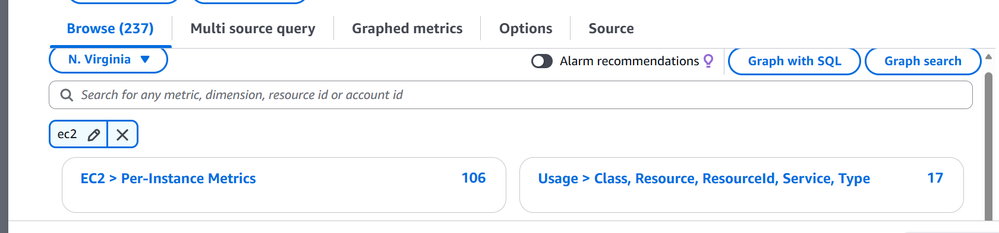 Browse (237) Multi source query Graphed metrics Options Source
N. Virginia Alarm recommendations Graph with SQL Graph search
Search for any metric, dimension, resource id or account id
ec2
EC2 > Per-Instance Metrics 106 Usage > Class, Resource, ResourceId, Service, Type 17